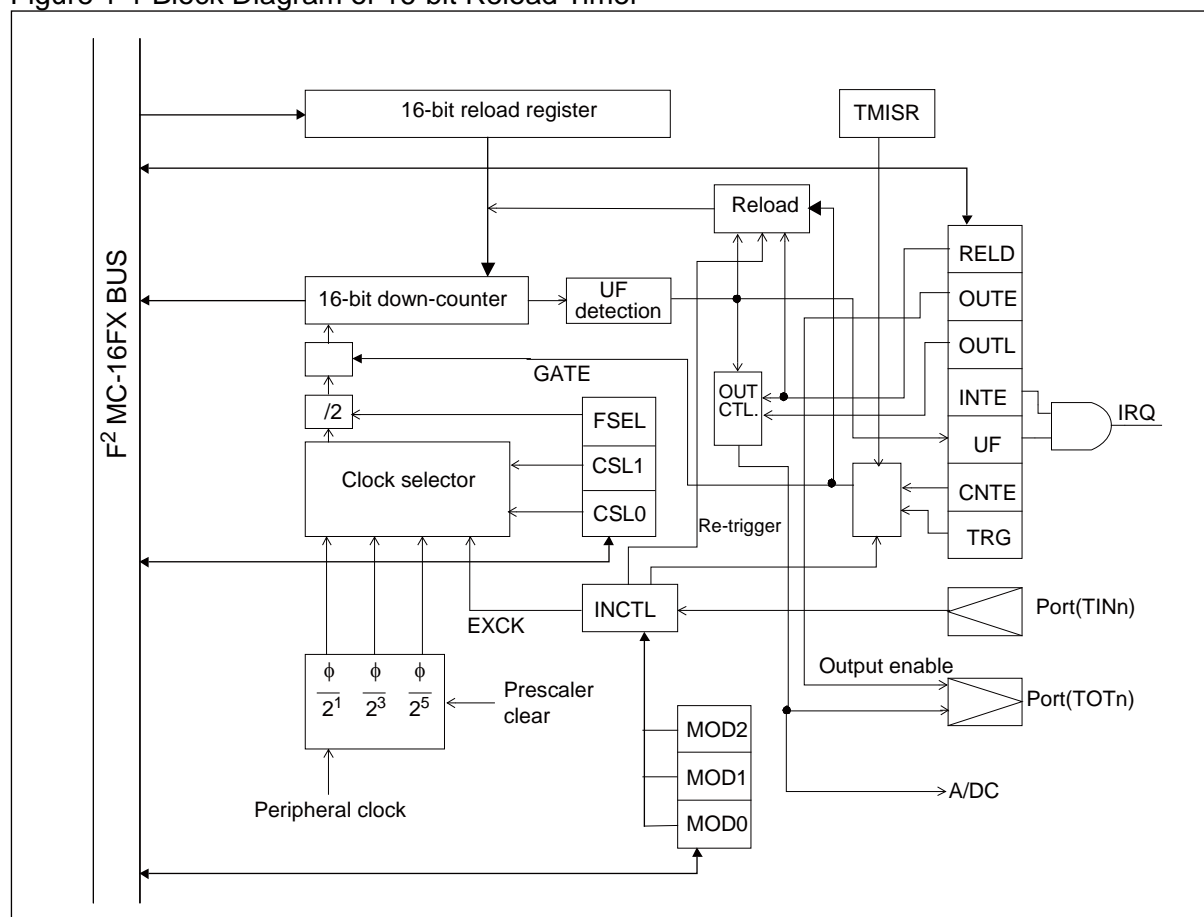 Figure 1-1 Block Diagram of 16-bit Reload Timer
16-bit reload register
TMISR
Reload
F² MC-16FX BUS
RELD
16-bit down-counter
UF
detection
OUTE
OUTL
GATE
OUT
CTL.
INTE
IRQ
/2
FSEL
UF
Clock selector
CSL1
CNTE
CSL0
Re-trigger
TRG
INCTL
Port(TINn)
EXCK
Output enable
ϕ ϕ ϕ
2¹ 2³ 2⁵
Prescaler
clear
Port(TOTn)
MOD2
MOD1
A/DC
Peripheral clock
MOD0